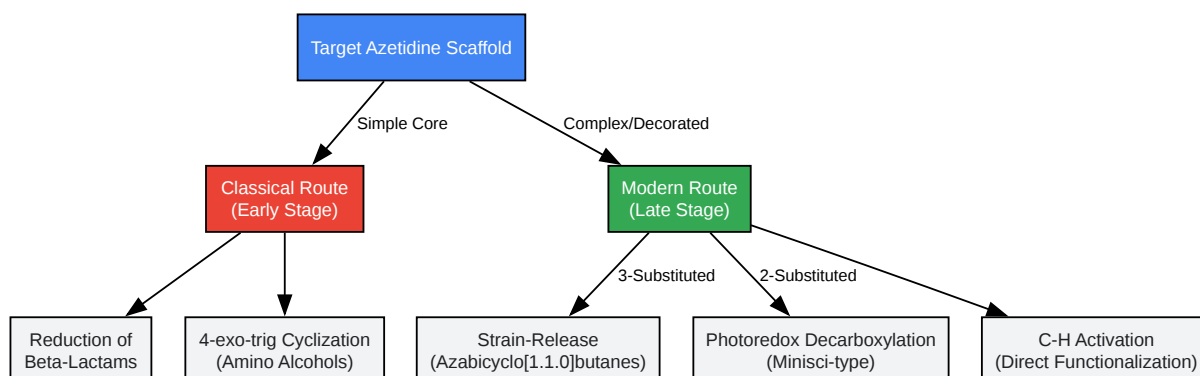 Target Azetidine Scaffold
Simple Core
Complex/Decorated
Classical Route
(Early Stage)
Modern Route
(Late Stage)
3-Substituted
2-Substituted
Reduction of
Beta-Lactams
4-exo-trig Cyclization
(Amino Alcohols)
Strain-Release
(Azabicyclo[1.1.0]butanes)
Photoredox Decarboxylation
(Minisci-type)
C-H Activation
(Direct Functionalization)